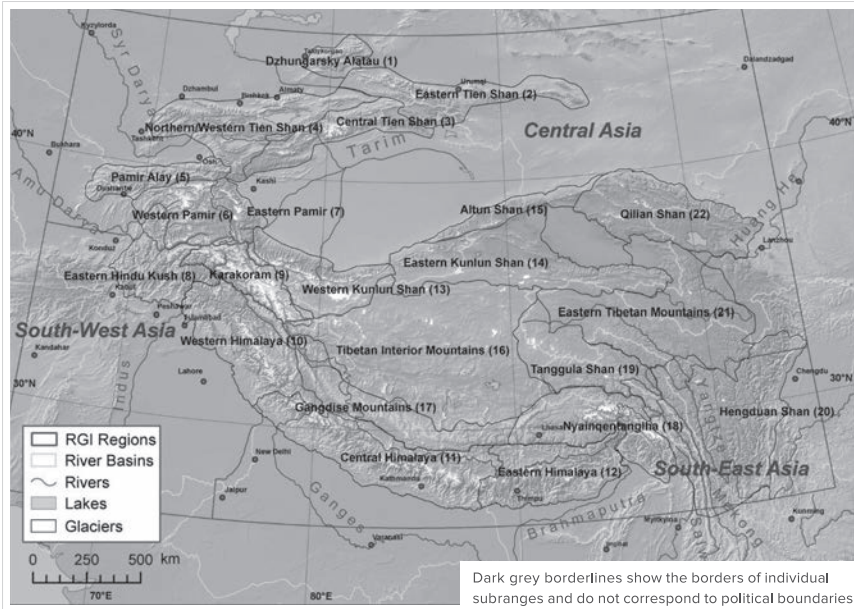 Kyzylorda
Syr Darya
Taldykorgan
Dzhungarsky Alatau (1)
Dalandzadgad
Urumqi
Eastern Tien Shan (2)
Dzhambul
Bishkek
Almaty
Central Tien Shan (3)
Northern/Western Tien Shan (4)
Central Asia
40°N
40°N
Tashkent
Bukhara
Osh
Tarim
Pamir Alay (5)
Dushanbe
Kashi
Amu Darya
Western Pamir (6)
Eastern Pamir (7)
Altun Shan (15)
Qilian Shan (22)
Huang He
Lanzhou
Konduz
Eastern Hindu Kush (8)
Karakoram (9)
Eastern Kunlun Shan (14)
Western Kunlun Shan (13)
Kabul
Peshawar
Islamabad
South-West Asia
Eastern Tibetan Mountains (21)
Western Himalaya (10)
Tibetan Interior Mountains (16)
Kandahar
Tanggula Shan (19)
Chengdu
30°N
30°N
Indus
Lahore
Gangdise Mountains (17)
Yangtze
Hengduan Shan (20)
Lhasa
Nyainqentanglha (18)
RGI Regions
River Basins
Rivers
Lakes
Glaciers
New Delhi
Central Himalaya (11)
Eastern Himalaya (12)
South-East Asia
Kathmandu
Thimpu
Jaipur
Ganges
Brahmaputra
Mekong
Myitkyina
Kunming
Varanasi
Imphal
0 250 500 km
70°E
80°E
Dark grey borderlines show the borders of individual
subranges and do not correspond to political boundaries